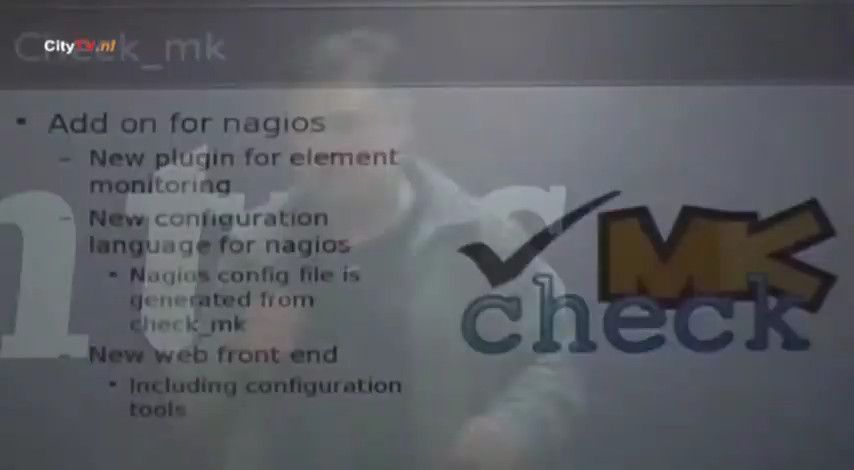 Check_mk
CityTV.nl
• Add on for nagios
– New plugin for element
monitoring
– New configuration
language for nagios
• Nagios config file is
generated from
check_mk
– New web front end
• Including configuration
tools
MK
check